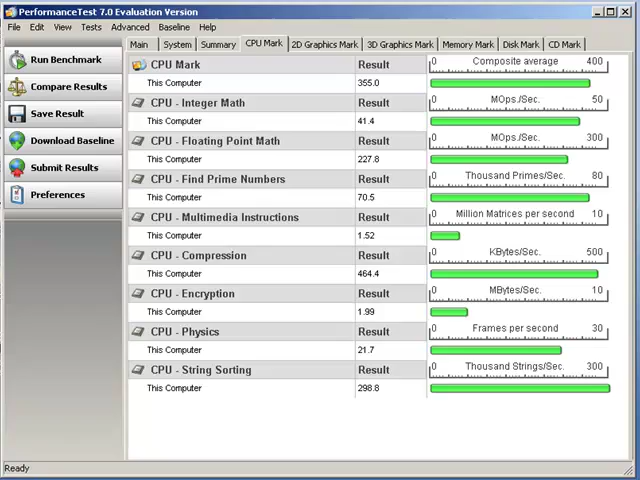 PerformanceTest 7.0 Evaluation Version
File Edit View Tests Advanced Baseline Help
Run Benchmark
Compare Results
Save Result
Download Baseline
Submit Results
Preferences
Main System Summary CPU Mark 2D Graphics Mark 3D Graphics Mark Memory Mark Disk Mark CD Mark
CPU Mark Result 0 Composite average 400
This Computer 355.0
CPU - Integer Math Result 0 MOps./Sec. 50
This Computer 41.4
CPU - Floating Point Math Result 0 MOps./Sec. 300
This Computer 227.8
CPU - Find Prime Numbers Result 0 Thousand Primes/Sec. 80
This Computer 70.5
CPU - Multimedia Instructions Result 0 Million Matrices per second 10
This Computer 1.52
CPU - Compression Result 0 KBytes/Sec. 500
This Computer 464.4
CPU - Encryption Result 0 MBytes/Sec. 10
This Computer 1.99
CPU - Physics Result 0 Frames per second 30
This Computer 21.7
CPU - String Sorting Result 0 Thousand Strings/Sec. 300
This Computer 298.8
Ready